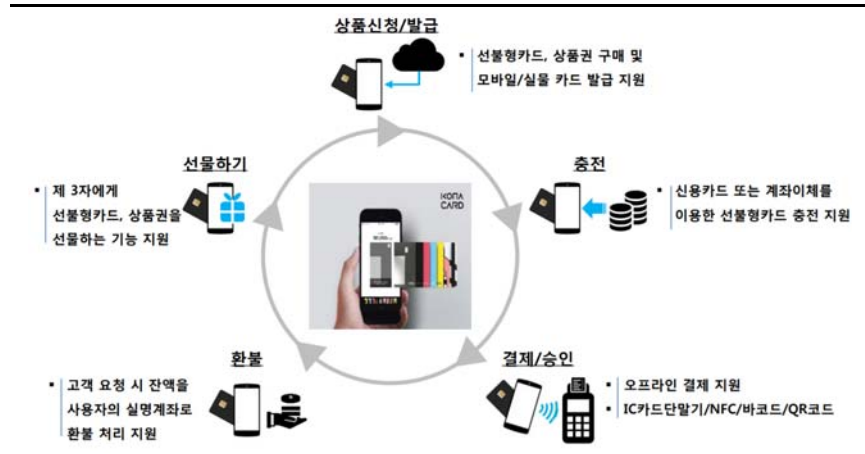 상품신청/발급
▪ 선불형카드, 상품권 구매 및
모바일/실물 카드 발급 지원
선물하기
▪ 제 3자에게
선불형카드, 상품권을
선물하는 기능 지원
충전
▪ 신용카드 또는 계좌이체를
이용한 선불형카드 충전 지원
KONA
CARD
환불
▪ 고객 요청 시 잔액을
사용자의 실명계좌로
환불 처리 지원
결제/승인
▪ 오프라인 결제 지원
▪ IC카드단말기/NFC/바코드/QR코드